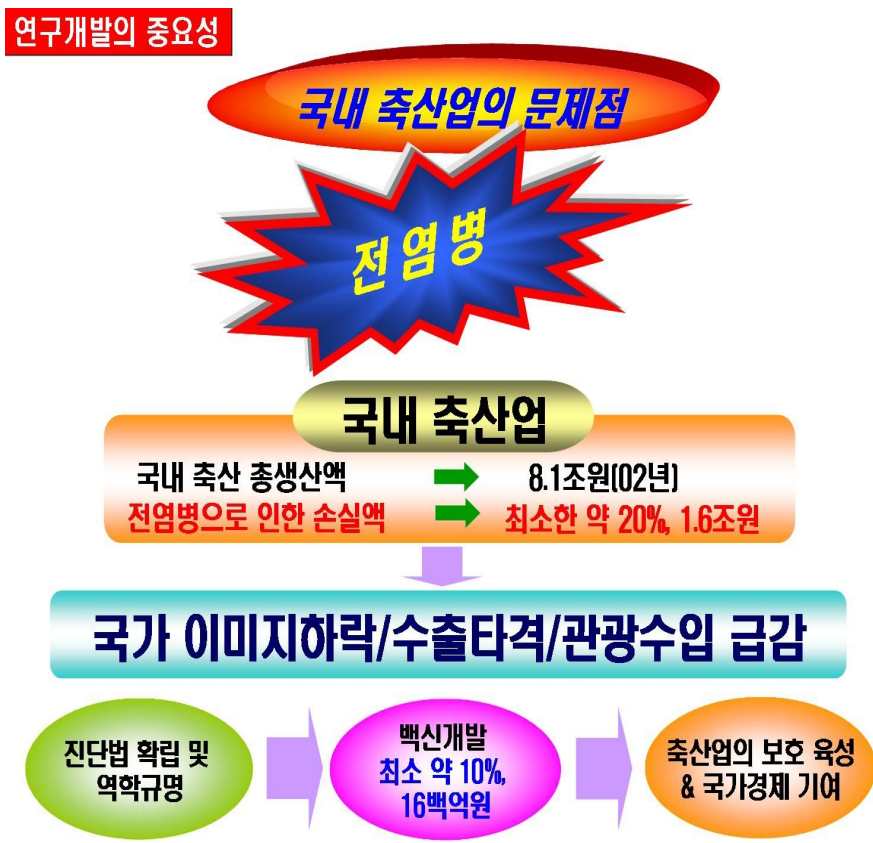 연구개발의 중요성
국내 축산업의 문제점
전염병
국내 축산업
국내 축산 총생산액 8.1조원(02년)
전염병으로 인한 손실액 최소한 약 20%, 1.6조원
국가 이미지하락/수출타격/관광수입 급감
진단법 확립 및
역학규명
백신개발
최소 약 10%,
16백억원
축산업의 보호 육성
& 국가경제 기여